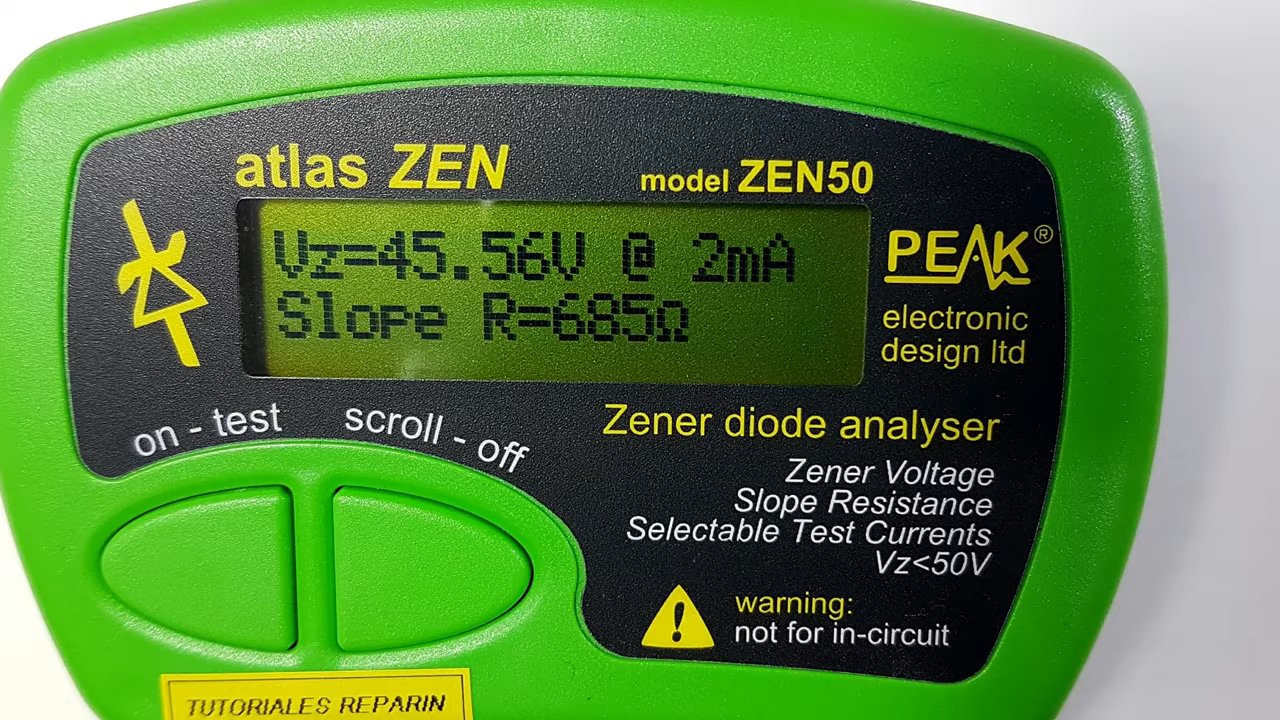 atlas ZEN
model ZEN50
Vz=45.56V @ 2mA
Slope R=685Ω
PEAK®
electronic
design ltd
on - test
scroll - off
Zener diode analyser
Zener Voltage
Slope Resistance
Selectable Test Currents
Vz<50V
warning:
not for in-circuit
TUTORIALES REPARIN